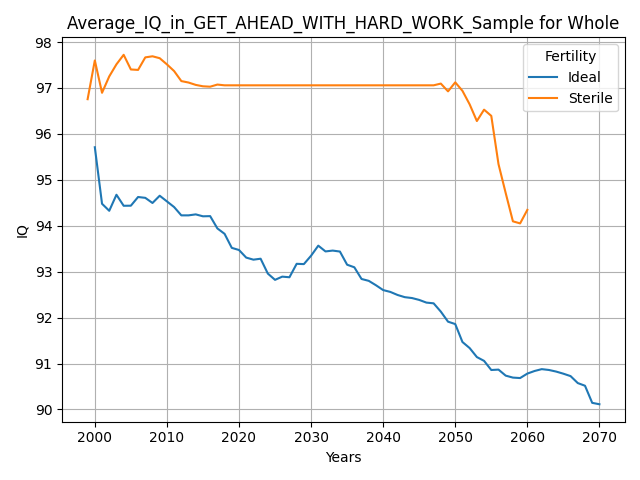 Average_IQ_in_GET_AHEAD_WITH_HARD_WORK_Sample for Whole
Fertility
Ideal
Sterile
98
97
96
95
94
93
92
91
90
IQ
2000 2010 2020 2030 2040 2050 2060 2070
Years